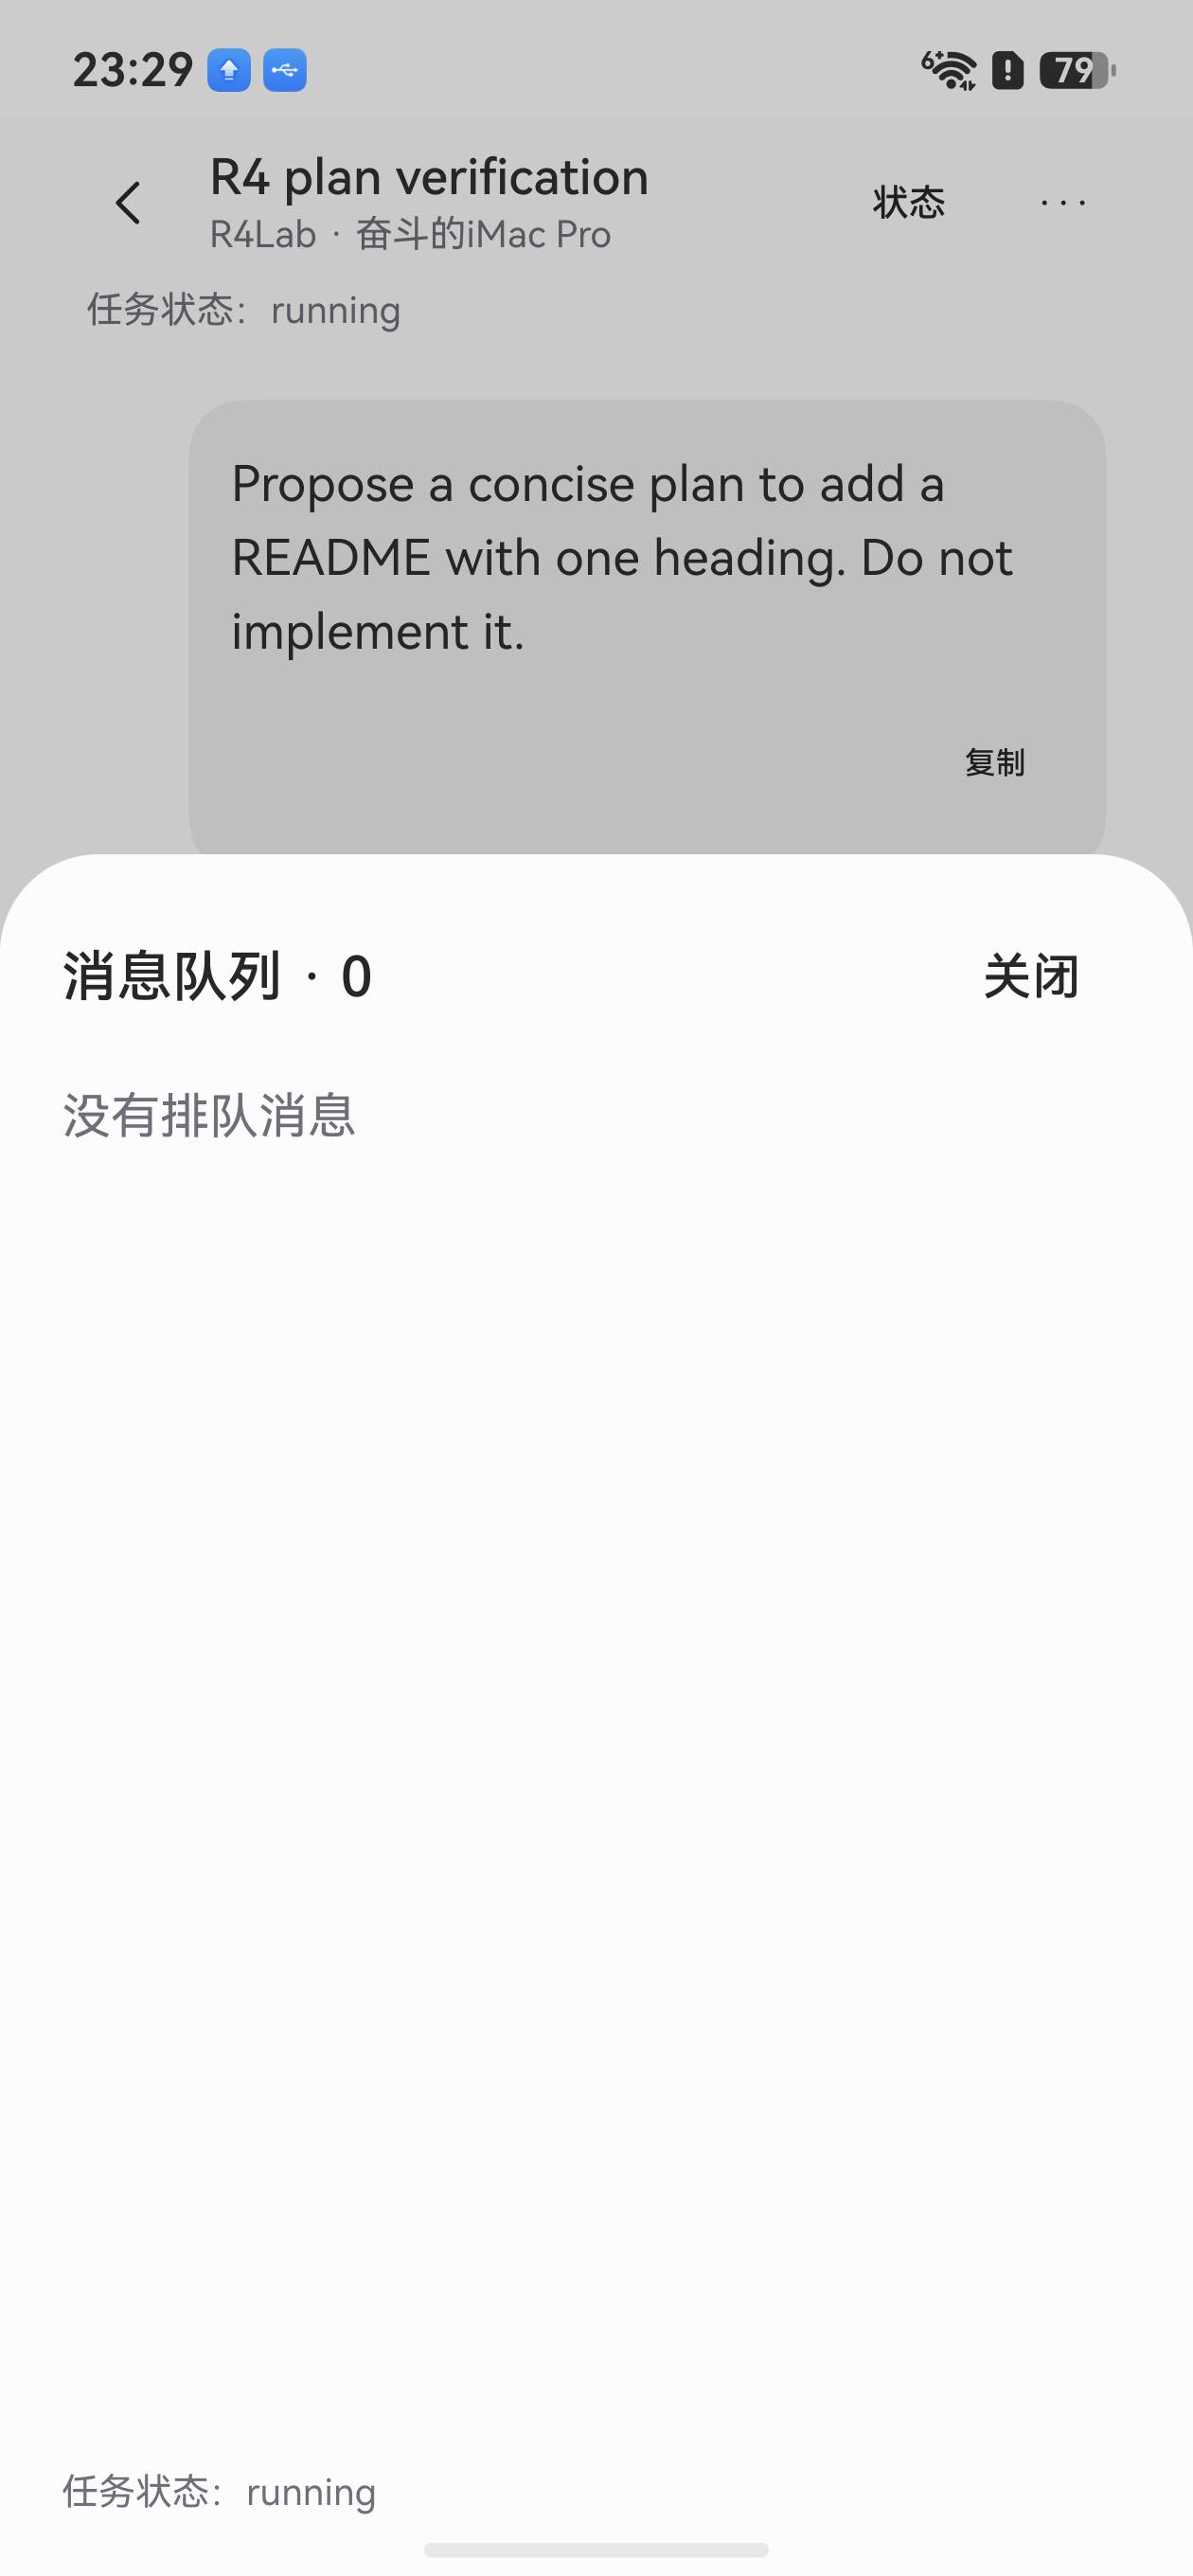 23:29
79
R4 plan verification
状态
R4Lab · 奋斗的iMac Pro
任务状态：running
Propose a concise plan to add a
README with one heading. Do not
implement it.
复制
消息队列 · 0
关闭
没有排队消息
任务状态：running